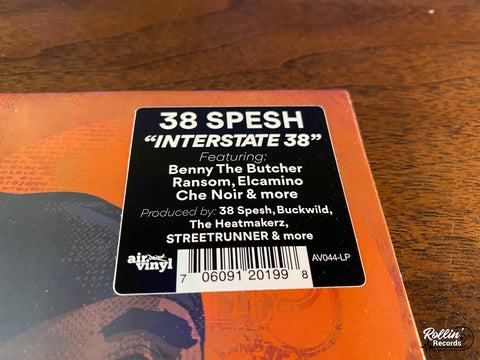 38 SPESH
“INTERSTATE 38”
Featuring:
Benny The Butcher
Ransom, Elcamino
Che Noir & more
Produced by: 38 Spesh, Buckwild,
The Heatmakerz,
STREETRUNNER & more
air vinyl
AV044-LP
7 06091 20199 8
Rollin' Records